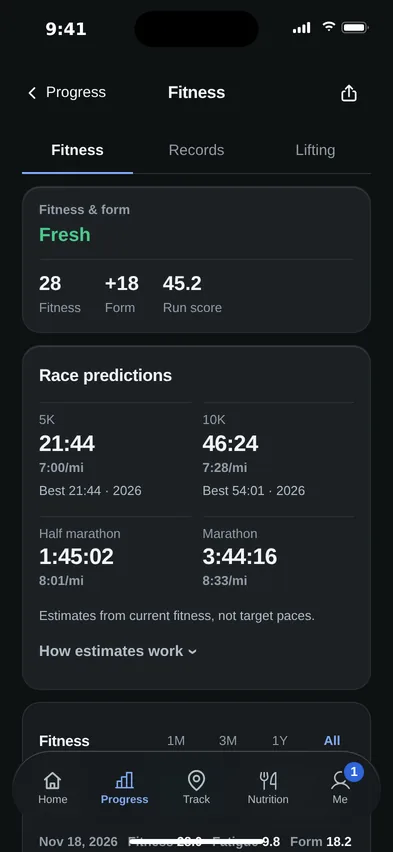 9:41
Progress
Fitness
Fitness Records Lifting
Fitness & form
Fresh
28 +18 45.2
Fitness Form Run score
Race predictions
5K 10K
21:44 46:24
7:00/mi 7:28/mi
Best 21:44 · 2026 Best 54:01 · 2026
Half marathon Marathon
1:45:02 3:44:16
8:01/mi 8:33/mi
Estimates from current fitness, not target paces.
How estimates work
Fitness 1M 3M 1Y All
1
Home Progress Track Nutrition Me
Nov 18, 2026 Fitness Fatigue 9.8 Form 18.2